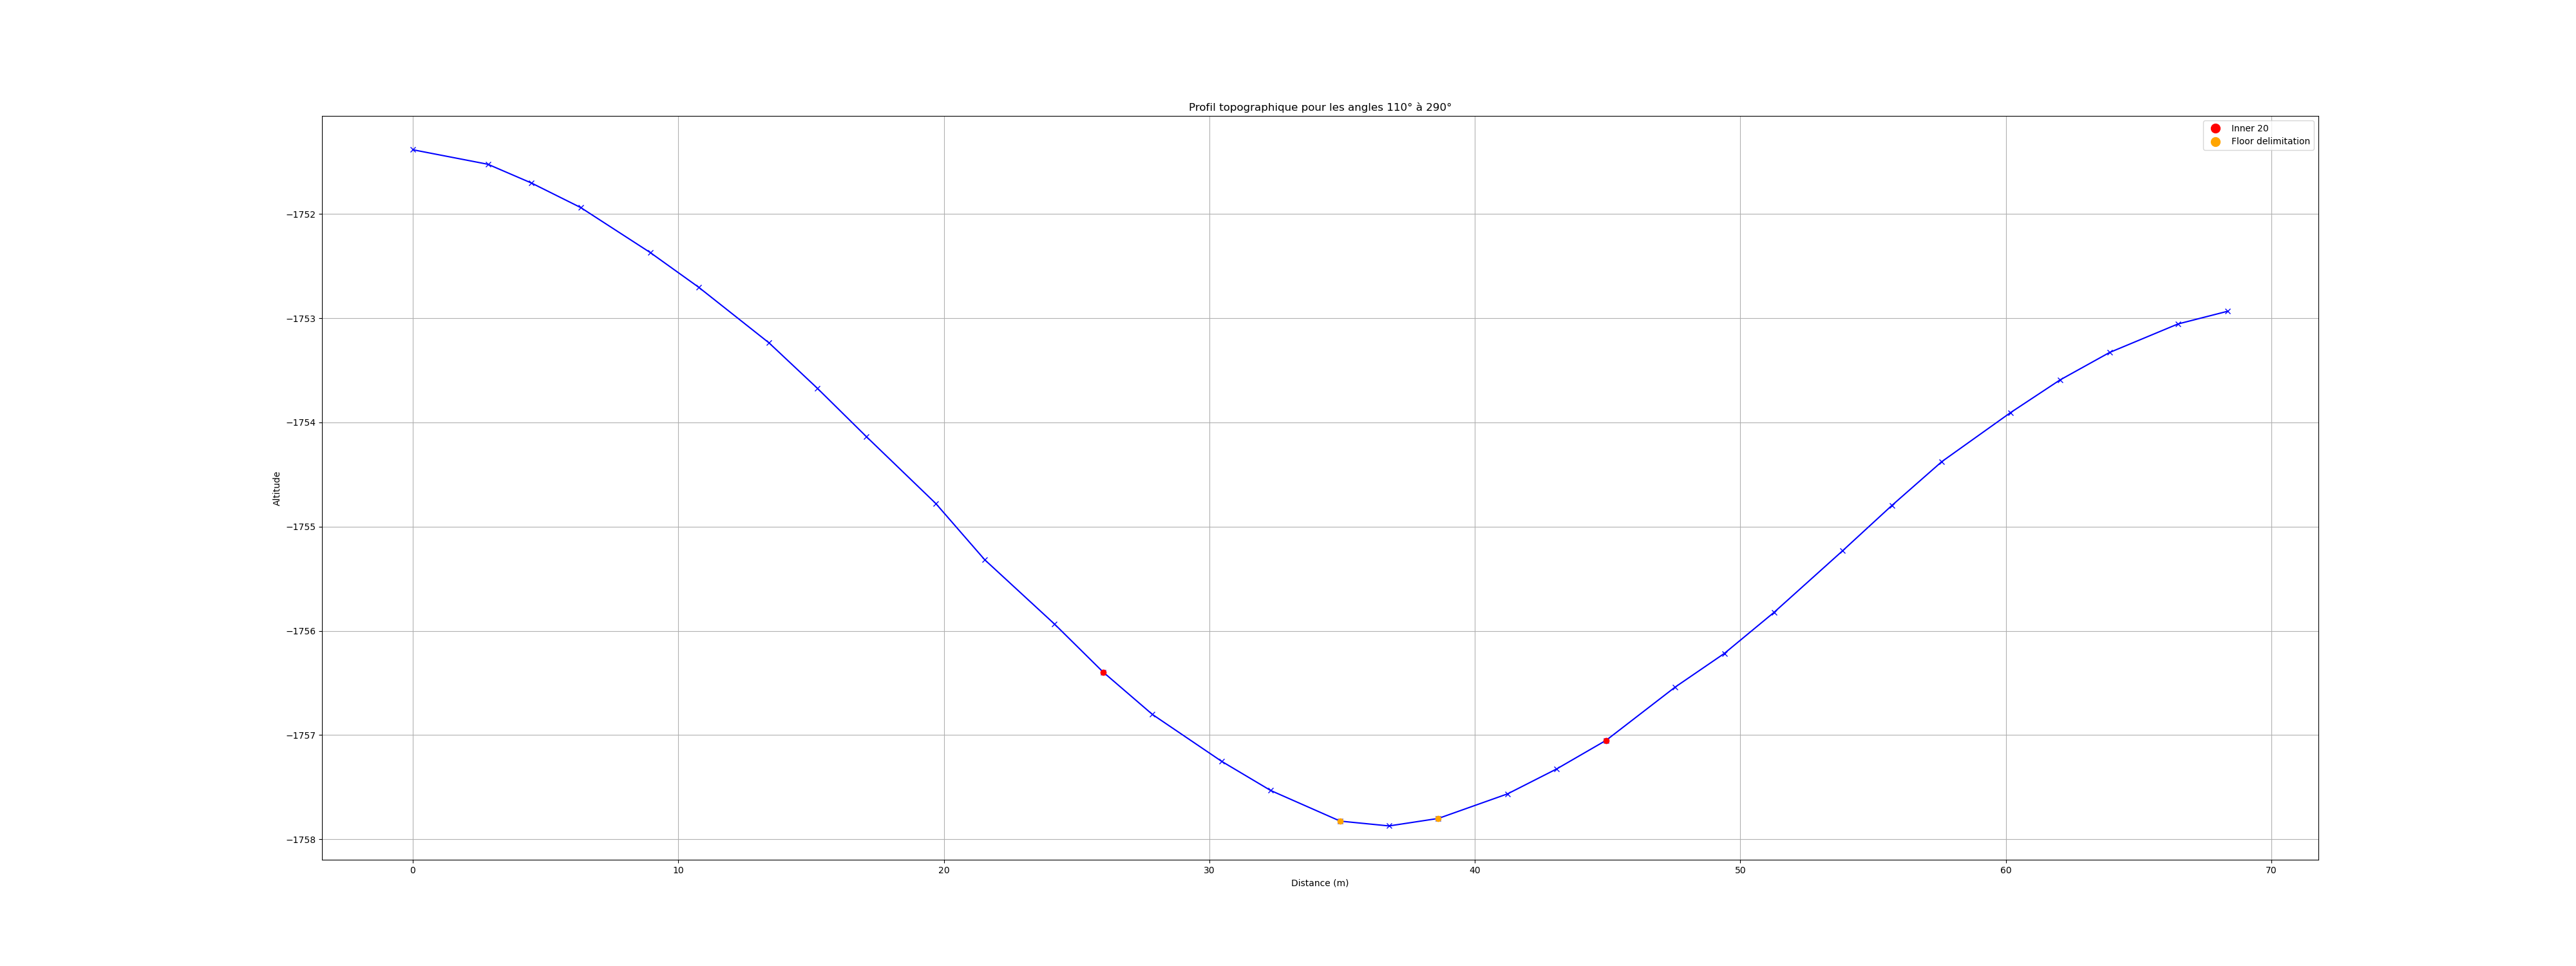 Profil topographique pour les angles 110° à 290°
Inner 20
Floor delimitation
−1752
−1753
−1754
−1755
−1756
−1757
−1758
Altitude
0 10 20 30 40 50 60 70
Distance (m)